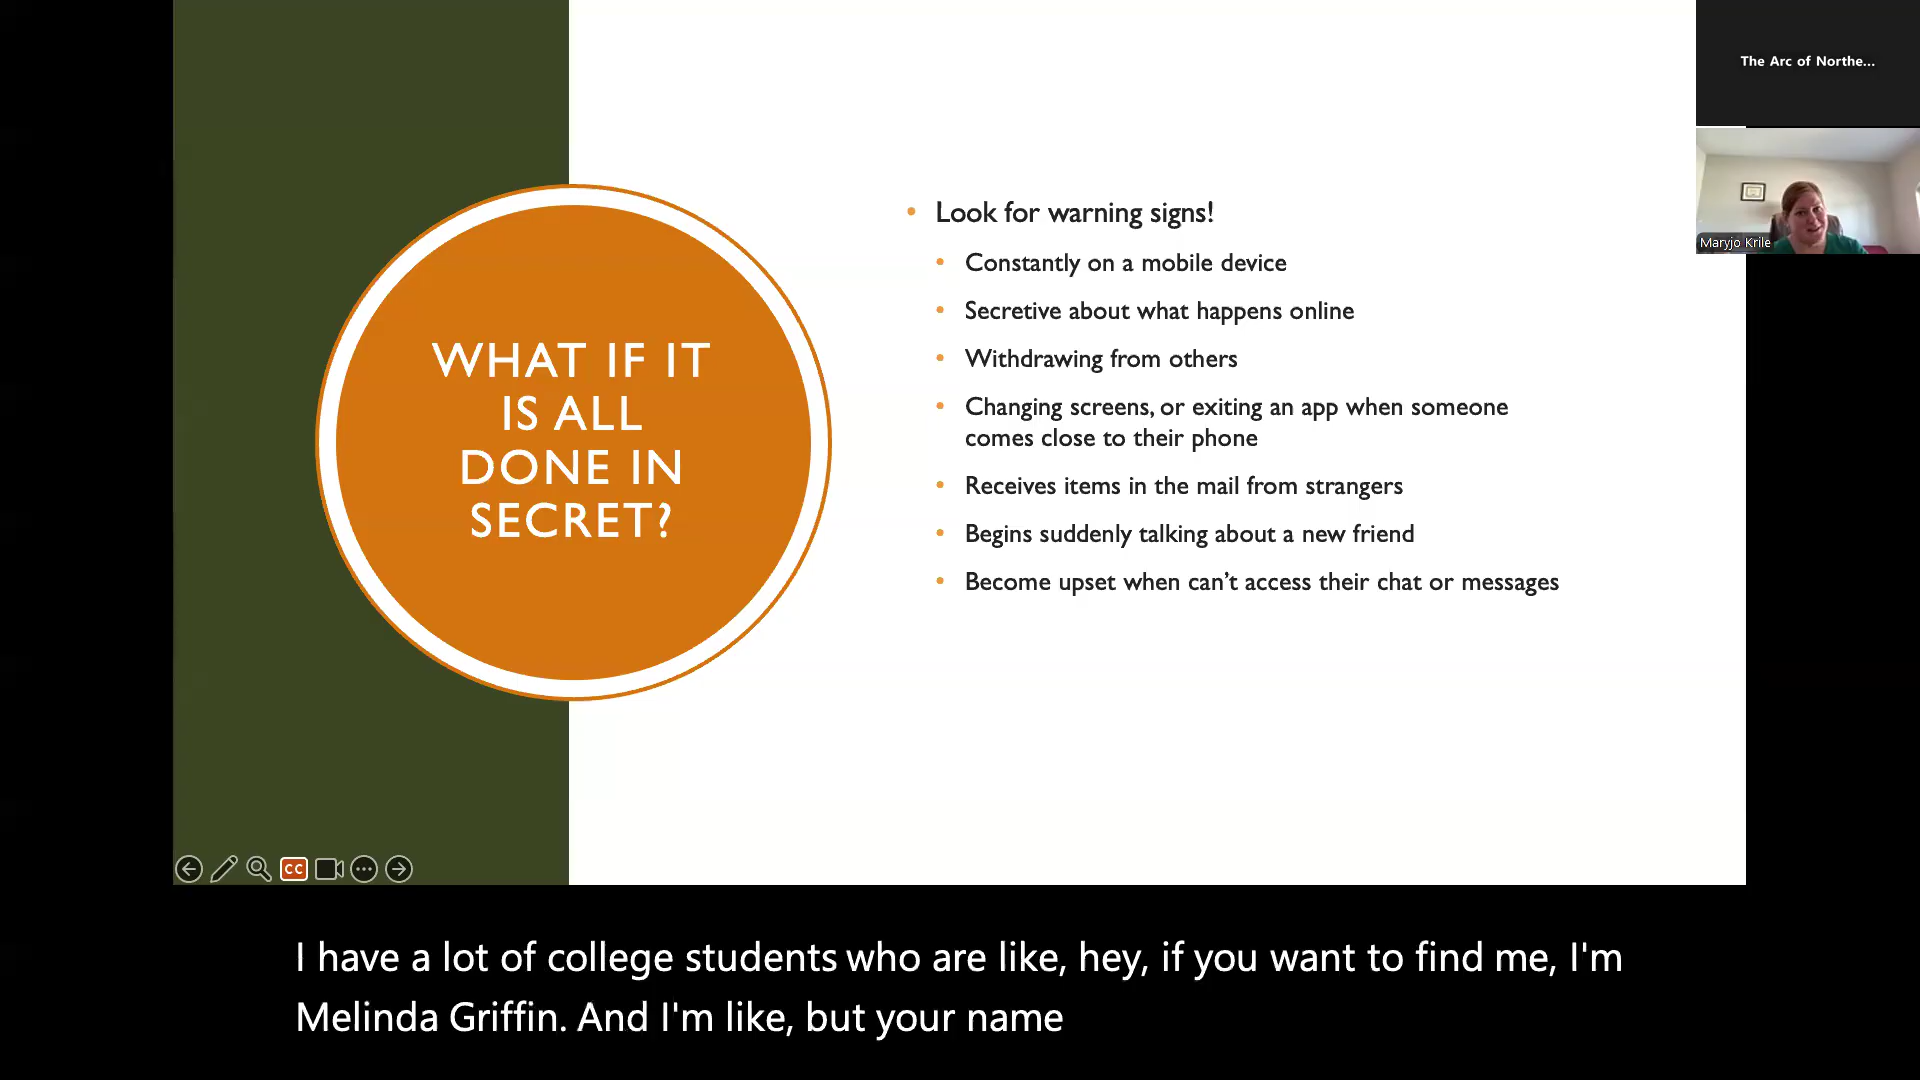 WHAT IF IT
IS ALL
DONE IN
SECRET?
• Look for warning signs!
• Constantly on a mobile device
• Secretive about what happens online
• Withdrawing from others
• Changing screens, or exiting an app when someone
comes close to their phone
• Receives items in the mail from strangers
• Begins suddenly talking about a new friend
• Become upset when can’t access their chat or messages
The Arc of Northe...
Maryjo Krile
CC
I have a lot of college students who are like, hey, if you want to find me, I'm
Melinda Griffin. And I'm like, but your name